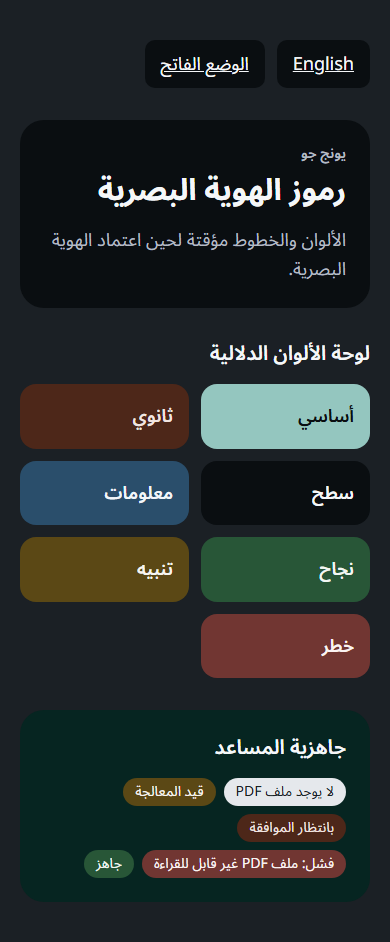 English
الوضع الفاتح
يونج جو
رموز الهوية البصرية
الألوان والخطوط مؤقتة لحين اعتماد الهوية
البصرية.
لوحة الألوان الدلالية
أساسي
ثانوي
سطح
معلومات
نجاح
تنبيه
خطر
جاهزية المساعد
لا يوجد ملف PDF
قيد المعالجة
بانتظار الموافقة
فشل: ملف PDF غير قابل للقراءة
جاهز